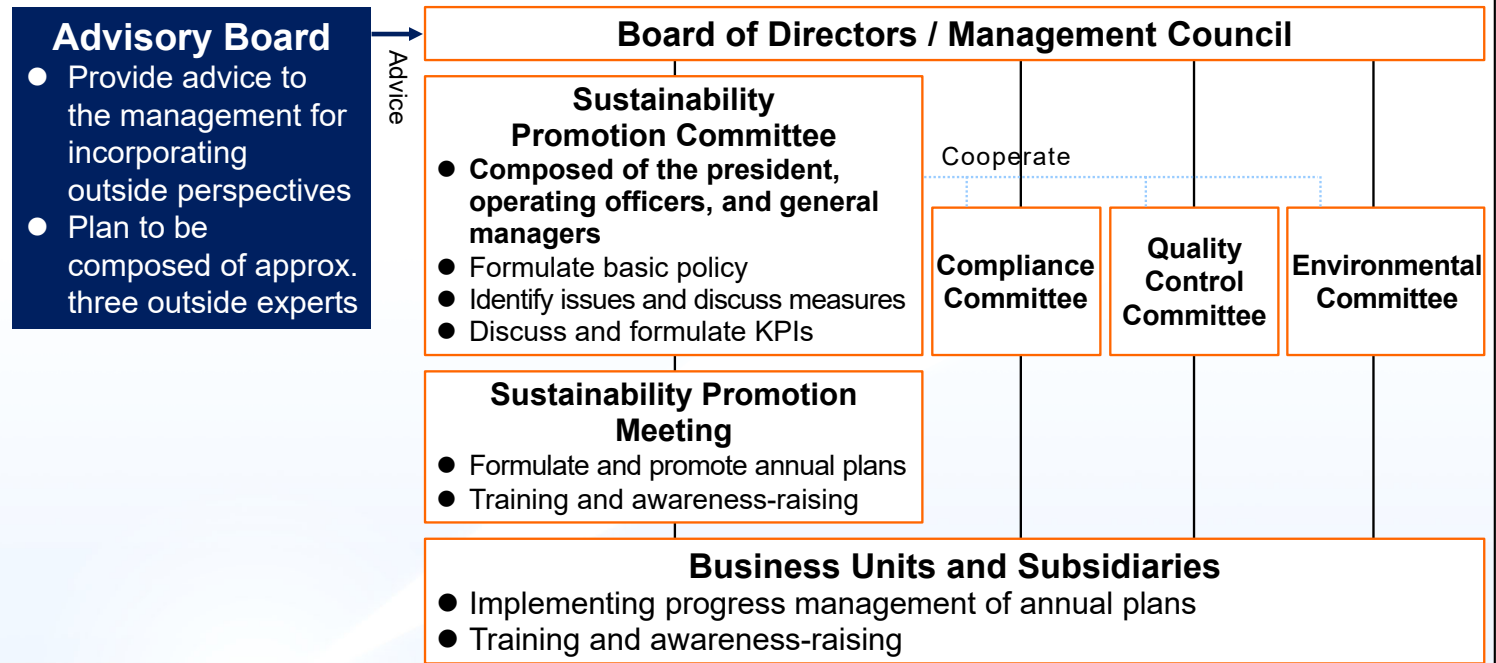 Advisory Board
● Provide advice to
the management for
incorporating
outside perspectives
● Plan to be
composed of approx.
three outside experts
Advice
Board of Directors / Management Council
Sustainability
Promotion Committee
● Composed of the president,
operating officers, and general
managers
● Formulate basic policy
● Identify issues and discuss measures
● Discuss and formulate KPIs
Cooperate
Compliance
Committee
Quality
Control
Committee
Environmental
Committee
Sustainability Promotion
Meeting
● Formulate and promote annual plans
● Training and awareness-raising
Business Units and Subsidiaries
● Implementing progress management of annual plans
● Training and awareness-raising